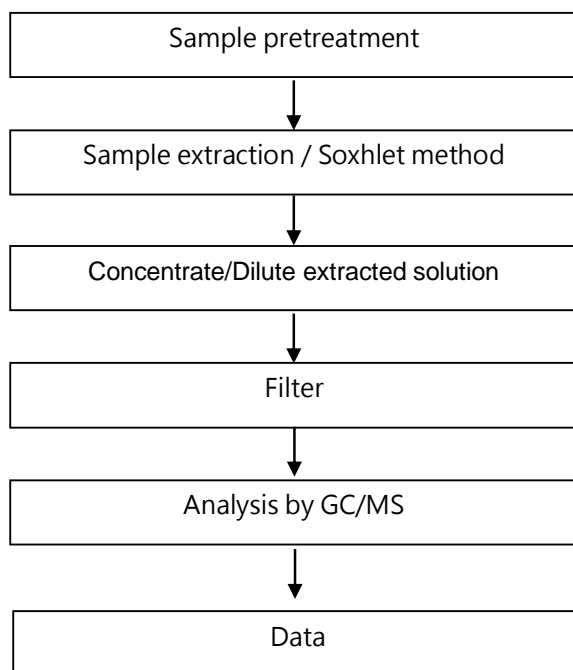 Sample pretreatment
Sample extraction / Soxhlet method
Concentrate/Dilute extracted solution
Filter
Analysis by GC/MS
Data